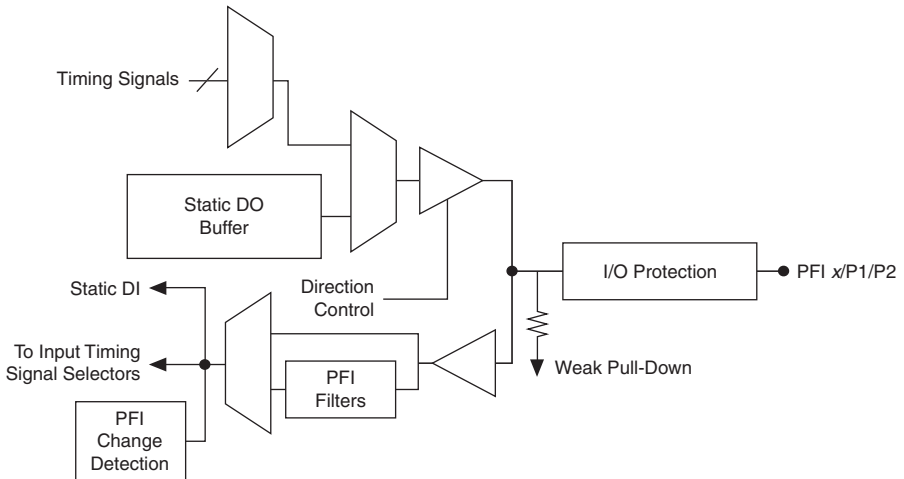 Timing Signals
Static DO
Buffer
Direction
Control
I/O Protection
PFI x/P1/P2
Weak Pull-Down
Static DI
To Input Timing
Signal Selectors
PFI
Filters
PFI
Change
Detection